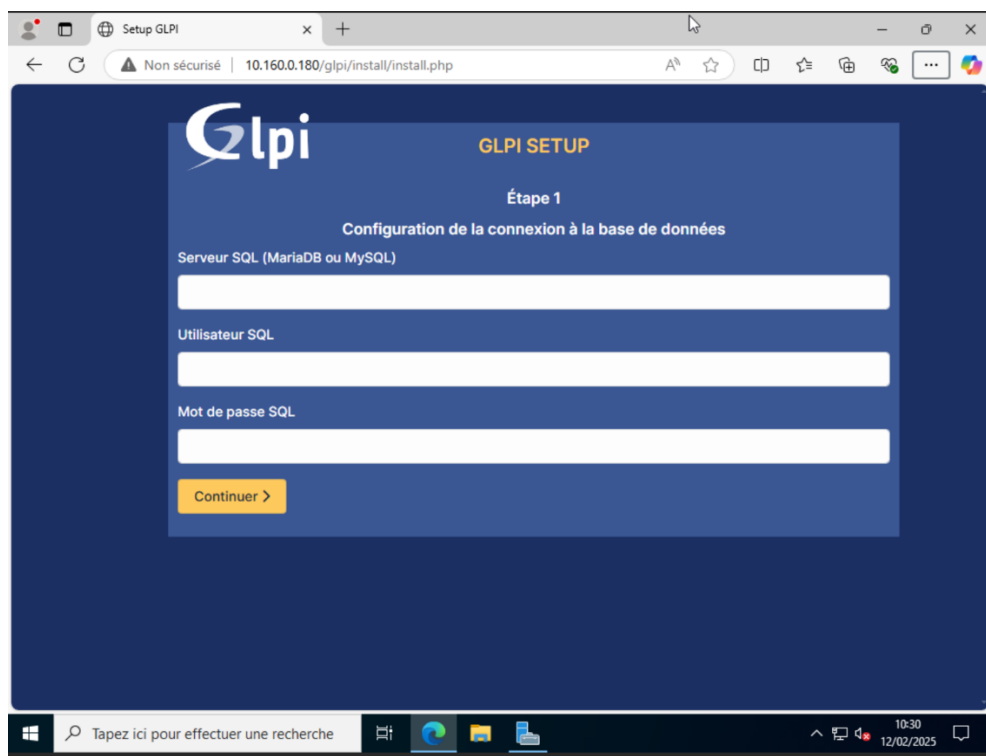 Setup GLPI
Non sécurisé | 10.160.0.180/glpi/install/install.php
Glpi
GLPI SETUP
Étape 1
Configuration de la connexion à la base de données
Serveur SQL (MariaDB ou MySQL)
Utilisateur SQL
Mot de passe SQL
Continuer
Tapez ici pour effectuer une recherche
10:30
12/02/2025